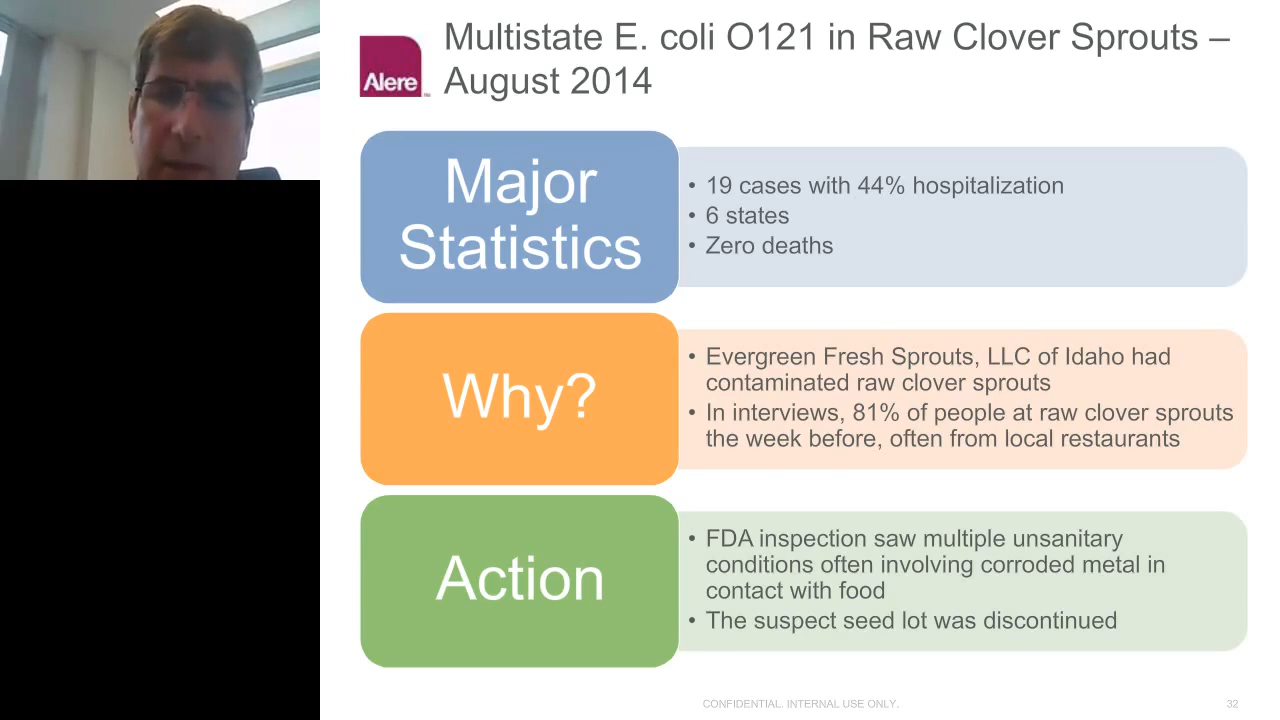 Multistate E. coli O121 in Raw Clover Sprouts –
August 2014
Alere
Major
Statistics
• 19 cases with 44% hospitalization
• 6 states
• Zero deaths
Why?
• Evergreen Fresh Sprouts, LLC of Idaho had
contaminated raw clover sprouts
• In interviews, 81% of people at raw clover sprouts
the week before, often from local restaurants
Action
• FDA inspection saw multiple unsanitary
conditions often involving corroded metal in
contact with food
• The suspect seed lot was discontinued
CONFIDENTIAL. INTERNAL USE ONLY.
32